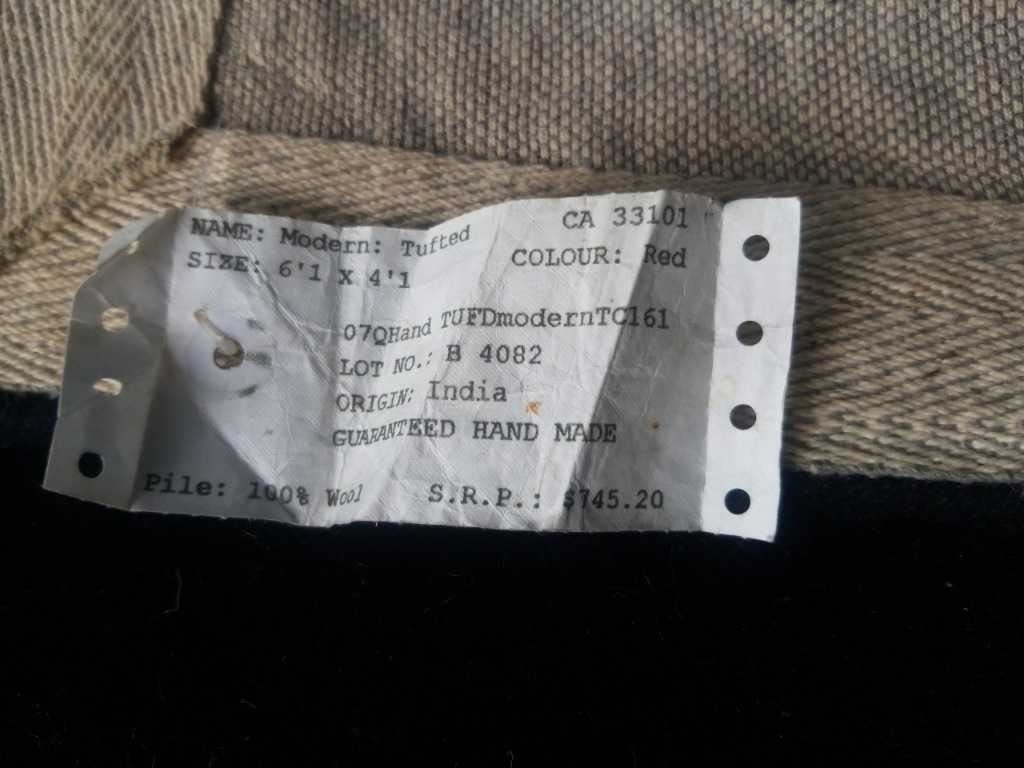 NAME: Modern: Tufted CA 33101
SIZE: 6'1 X 4'1 COLOUR: Red
07QHand TUFDmodernTC161
LOT NO.: B 4082
ORIGIN: India
GUARANTEED HAND MADE
Pile: 100% Wool S.R.P.: $745.20